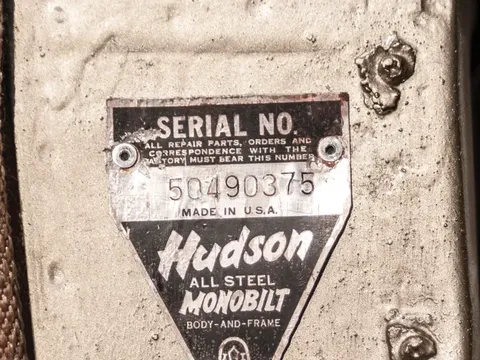 SERIAL NO.
ALL REPAIR PARTS, ORDERS AND
CORRESPONDENCE WITH THE
FACTORY MUST BEAR THIS NUMBER
50490375
MADE IN U.S.A.
Hudson
ALL STEEL
MONOBILT
BODY-AND-FRAME